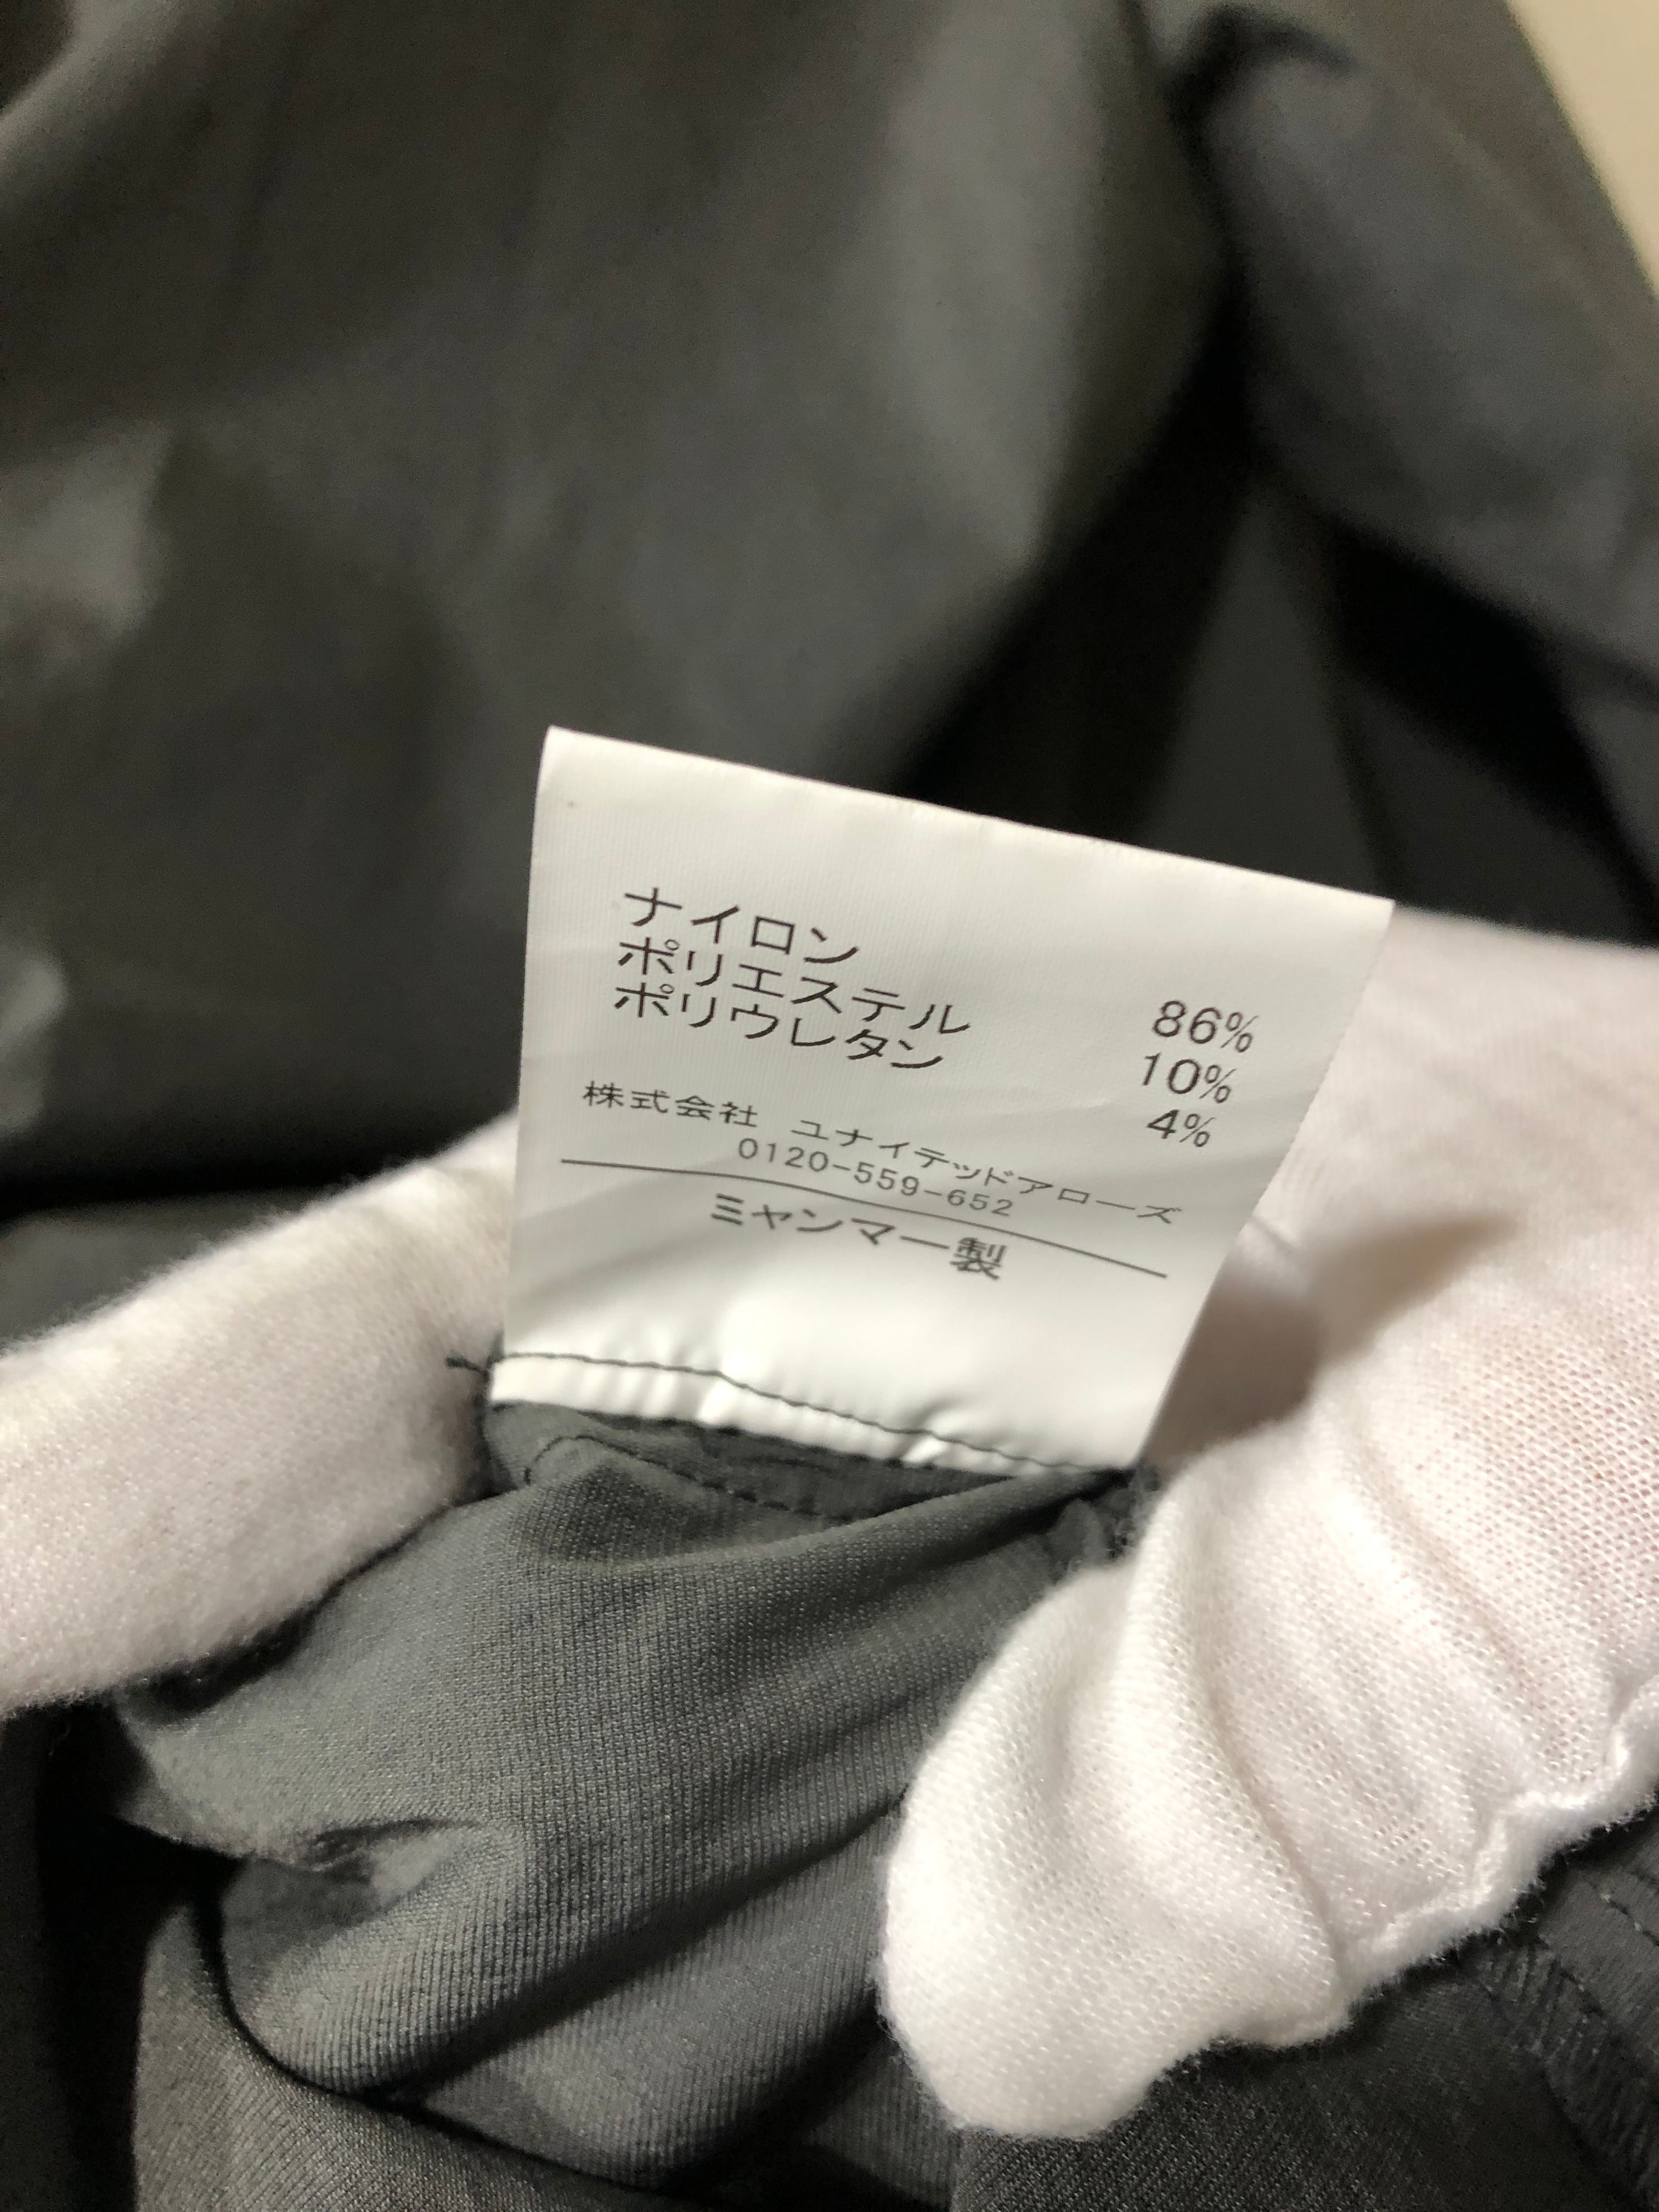 ナイロン 86%
ポリエステル 10%
ポリウレタン 4%
株式会社 ユナイテッドアローズ
0120-559-652
ミャンマー製